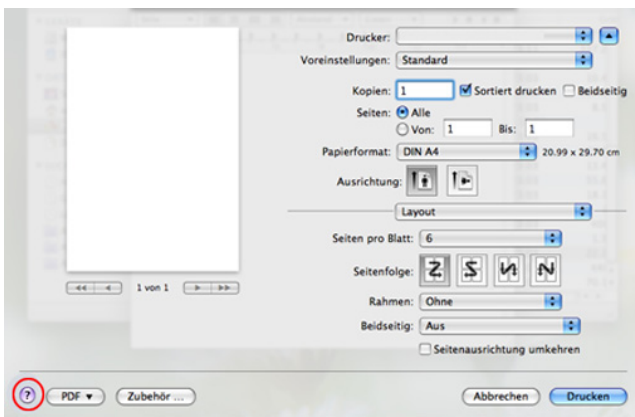 Drucker:
Voreinstellungen: Standard
Kopien: 1 Sortiert drucken Beidseitig
Seiten: Alle
Von: 1 Bis: 1
Papierformat: DIN A4 20.99 x 29.70 cm
Ausrichtung:
Layout
Seiten pro Blatt: 6
Seitenfolge:
1 von 1
Rahmen: Ohne
Beidseitig: Aus
Seitenausrichtung umkehren
? PDF ▼ Zubehör ... Abbrechen Drucken